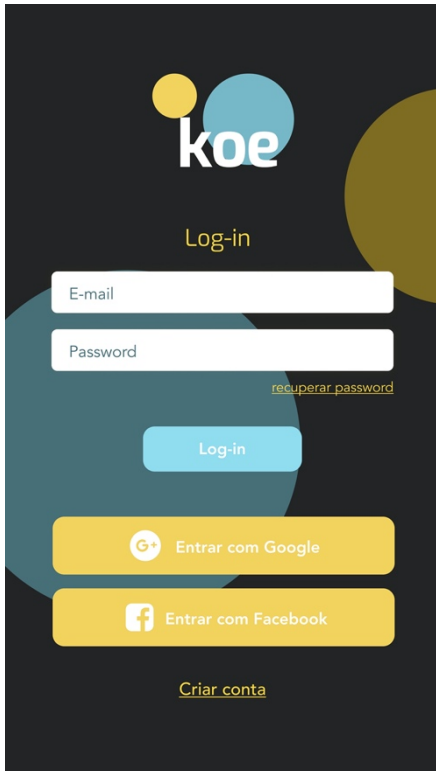 koe
Log-in
E-mail
Password
recuperar password
Log-in
G+ Entrar com Google
f Entrar com Facebook
Criar conta